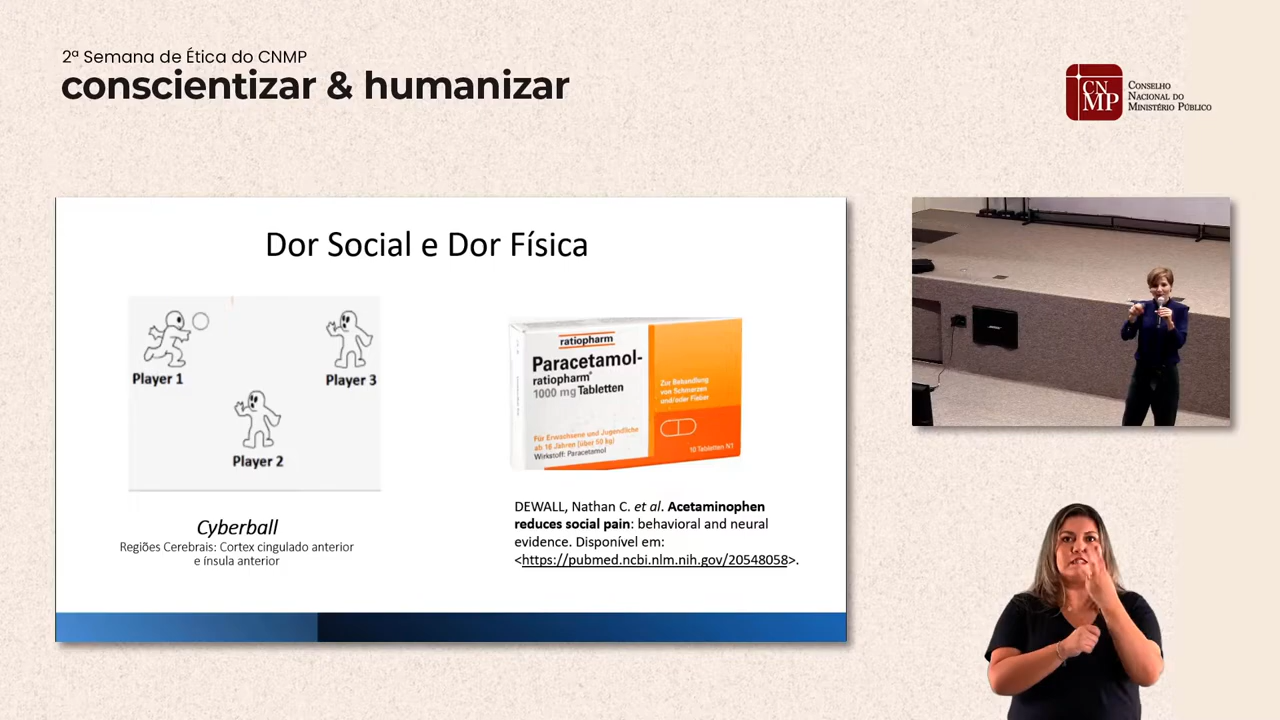 2ª Semana de Ética do CNMP
conscientizar & humanizar
CN
MP
CONSELHO
NACIONAL DO
MINISTÉRIO PÚBLICO
Dor Social e Dor Física
Player 1
Player 3
Player 2
Cyberball
Regiões Cerebrais: Cortex cingulado anterior
e ínsula anterior
ratiopharm
Paracetamol-
ratiopharm®
1000 mg Tabletten
Zur Behandlung
von Schmerzen
und/oder Fieber
Für Erwachsene und Jugendliche
ab 16 Jahren (über 50 kg)
Wirkstoff: Paracetamol
10 Tabletten N1
DEWALL, Nathan C. et al. Acetaminophen
reduces social pain: behavioral and neural
evidence. Disponível em:
<https://pubmed.ncbi.nlm.nih.gov/20548058>.